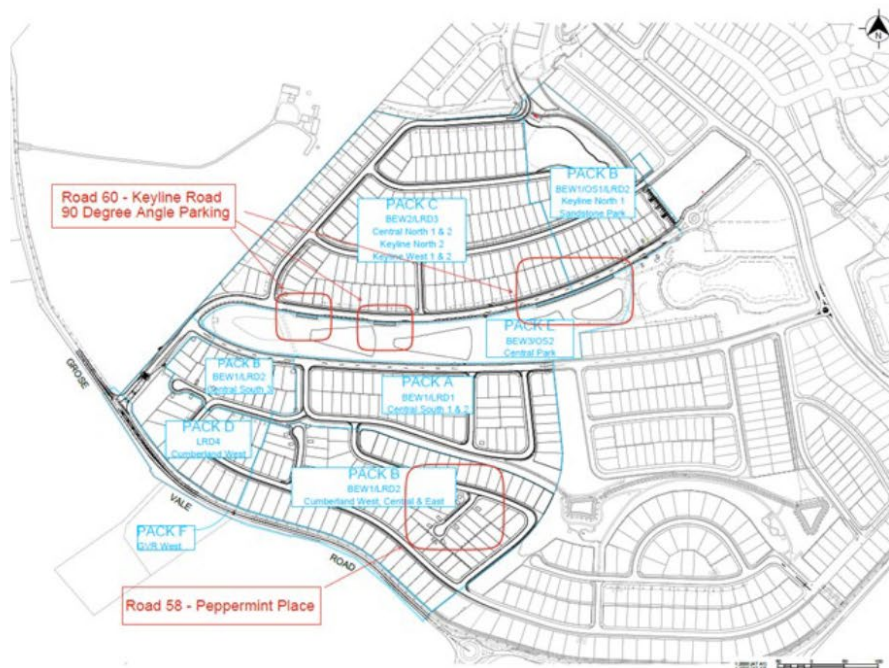 N
PACK B
BEW1/OS1/LRD2
Keyline North 1
Sandstone Park
Road 60 - Keyline Road
90 Degree Angle Parking
PACK C
BEW2/LRD3
Central North 1 & 2
Keyline North 2
Keyline West 1 & 2
PACK E
BEW3/OS2
Central Park
PACK B
BEW1/LRD2
Central South 3
PACK A
BEW1/LRD1
Central South 1 & 2
GROSE
PACK D
LRD4
Cumberland West
PACK B
BEW1/LRD2
Cumberland West, Central & East
VALE
PACK F
GVR West
ROAD
Road 58 - Peppermint Place